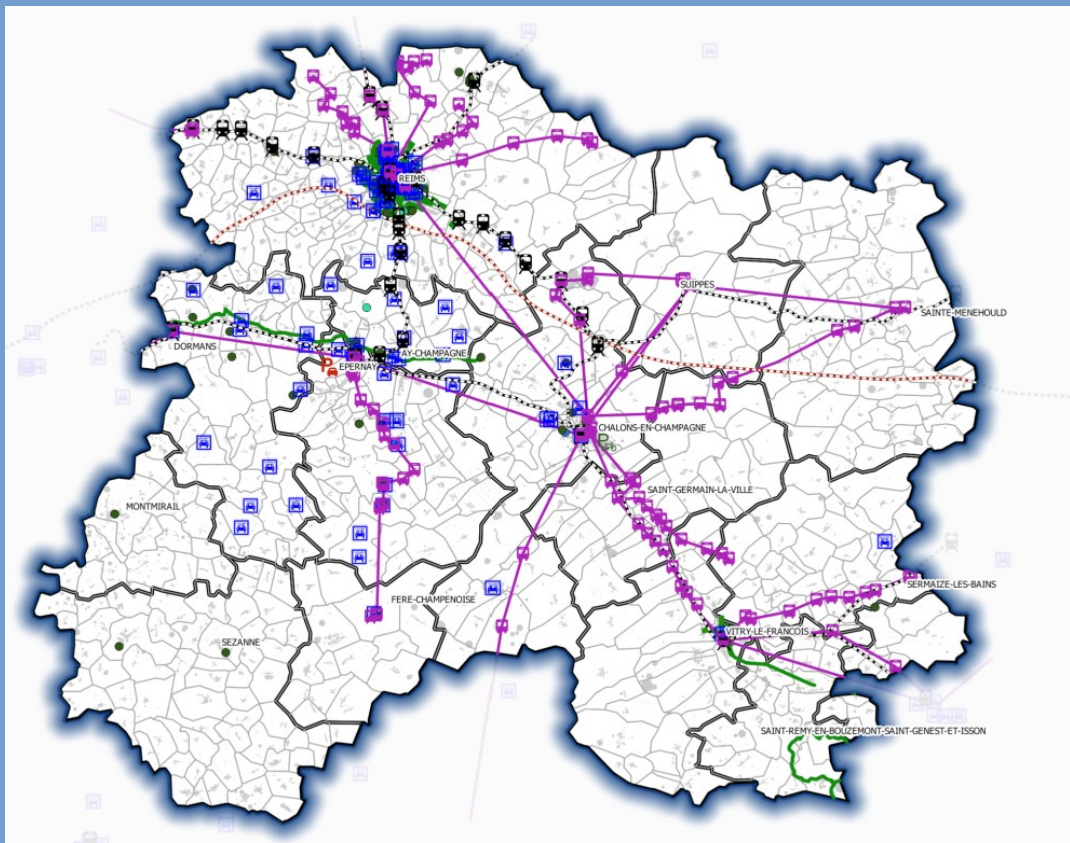 REIMS
SUIPPES
SAINTE-MENEHOULD
DORMANS
AY-CHAMPAGNE
P
EPERNAY
CHALONS-EN-CHAMPAGNE
P
SAINT-GERMAIN-LA-VILLE
MONTMIRAIL
SERMAIZE-LES-BAINS
FERE-CHAMPENOISE
VITRY-LE-FRANCOIS
SEZANNE
SAINT-REMY-EN-BOUZEMONT-SAINT-GENEST-ET-ISSON